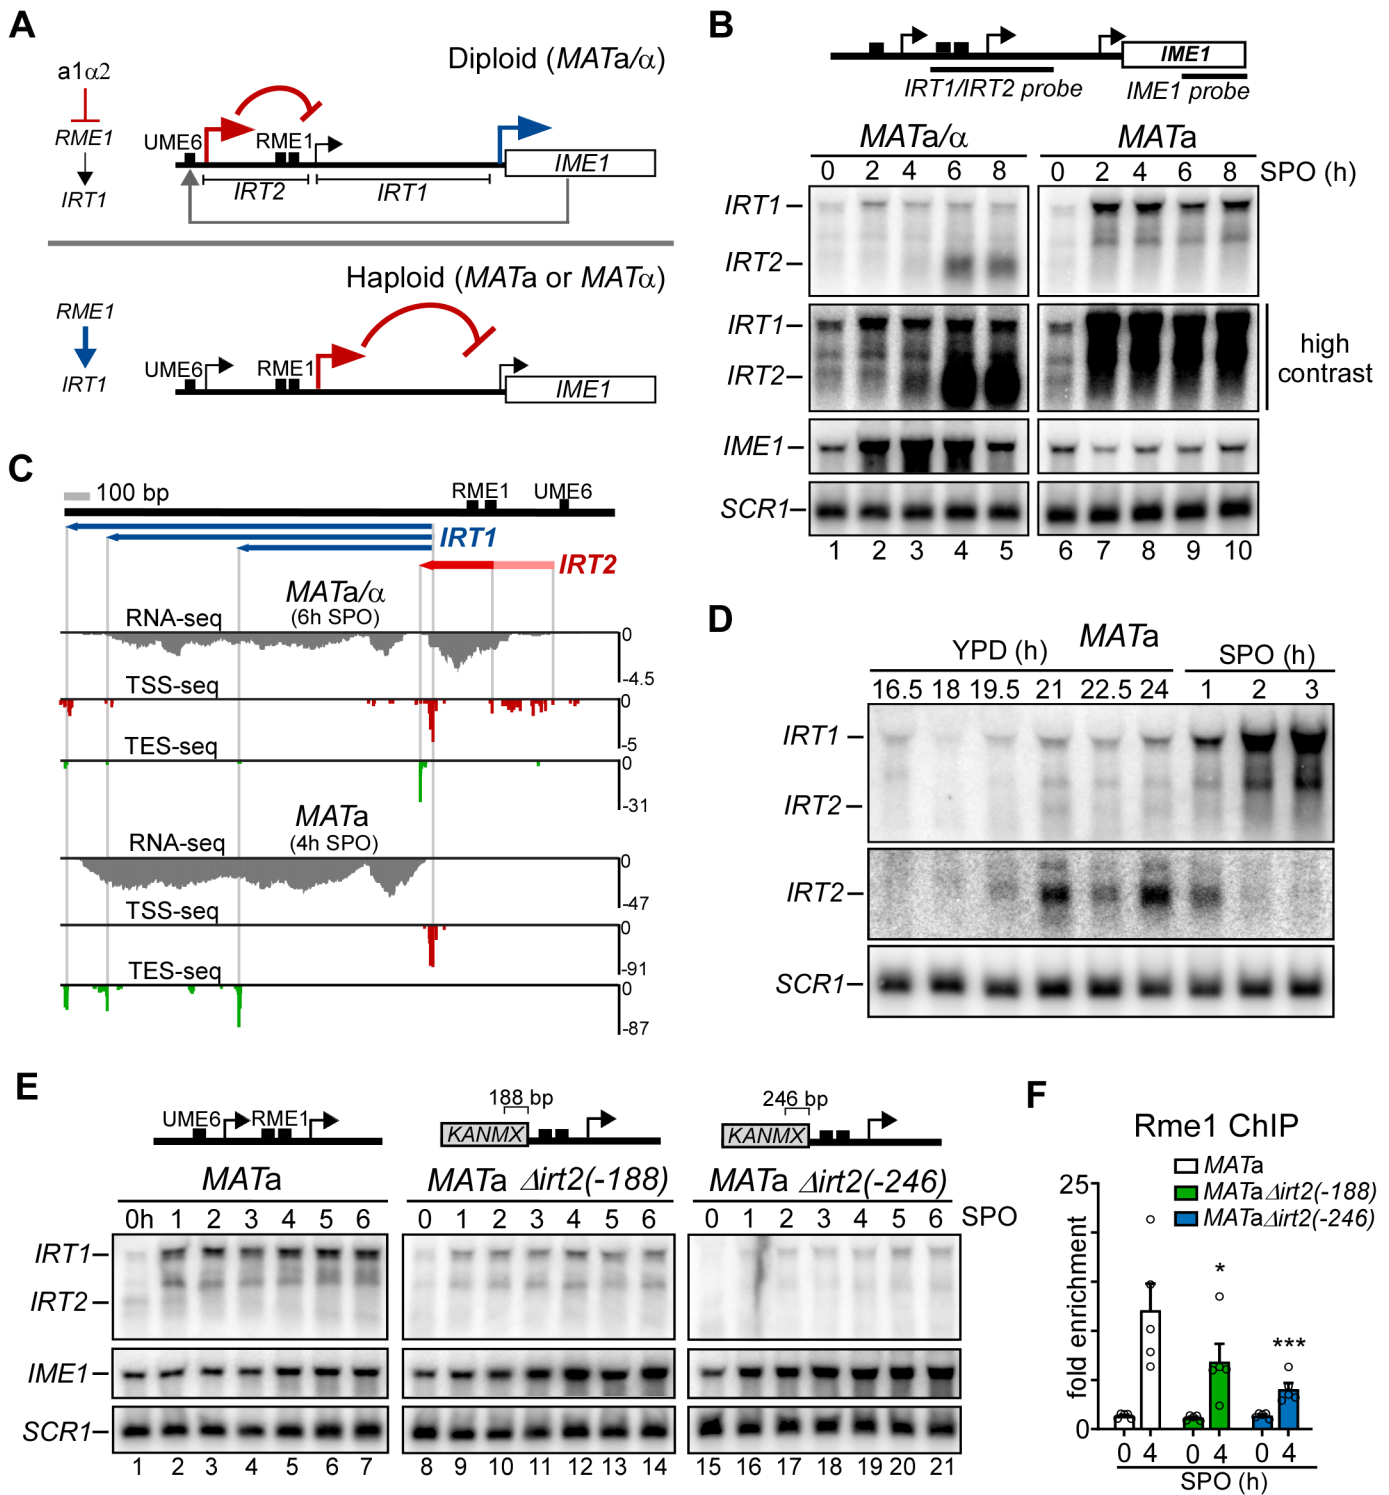 A
Diploid (MATa/α)
a1α2
RME1
IRT1
UME6
RME1
IME1
IRT2
IRT1
Haploid (MATa or MATα)
RME1
IRT1
UME6
RME1
IME1
B
IME1
IRT1/IRT2 probe
IME1 probe
MATa/α
MATa
0 2 4 6 8
0 2 4 6 8
SPO (h)
IRT1
IRT2
IRT1
IRT2
high
contrast
IME1
SCR1
1 2 3 4 5
6 7 8 9 10
C
100 bp
RME1
UME6
IRT1
IRT2
MATa/α
(6h SPO)
RNA-seq
0
-4.5
TSS-seq
0
-5
TES-seq
0
-31
MATa
(4h SPO)
RNA-seq
0
-47
TSS-seq
0
-91
TES-seq
0
-87
D
MATa
YPD (h)
SPO (h)
16.5 18 19.5 21 22.5 24 1 2 3
IRT1
IRT2
IRT2
SCR1
E
UME6
RME1
188 bp
KANMX
246 bp
KANMX
MATa
MATa Δirt2(-188)
MATa Δirt2(-246)
0h 1 2 3 4 5 6
0 1 2 3 4 5 6
0 1 2 3 4 5 6
SPO
IRT1
IRT2
IME1
SCR1
1 2 3 4 5 6 7
8 9 10 11 12 13 14
15 16 17 18 19 20 21
F
Rme1 ChIP
MATa
MATaΔirt2(-188)
MATaΔirt2(-246)
25
fold enrichment
0
*
***
0 4 0 4 0 4
SPO (h)